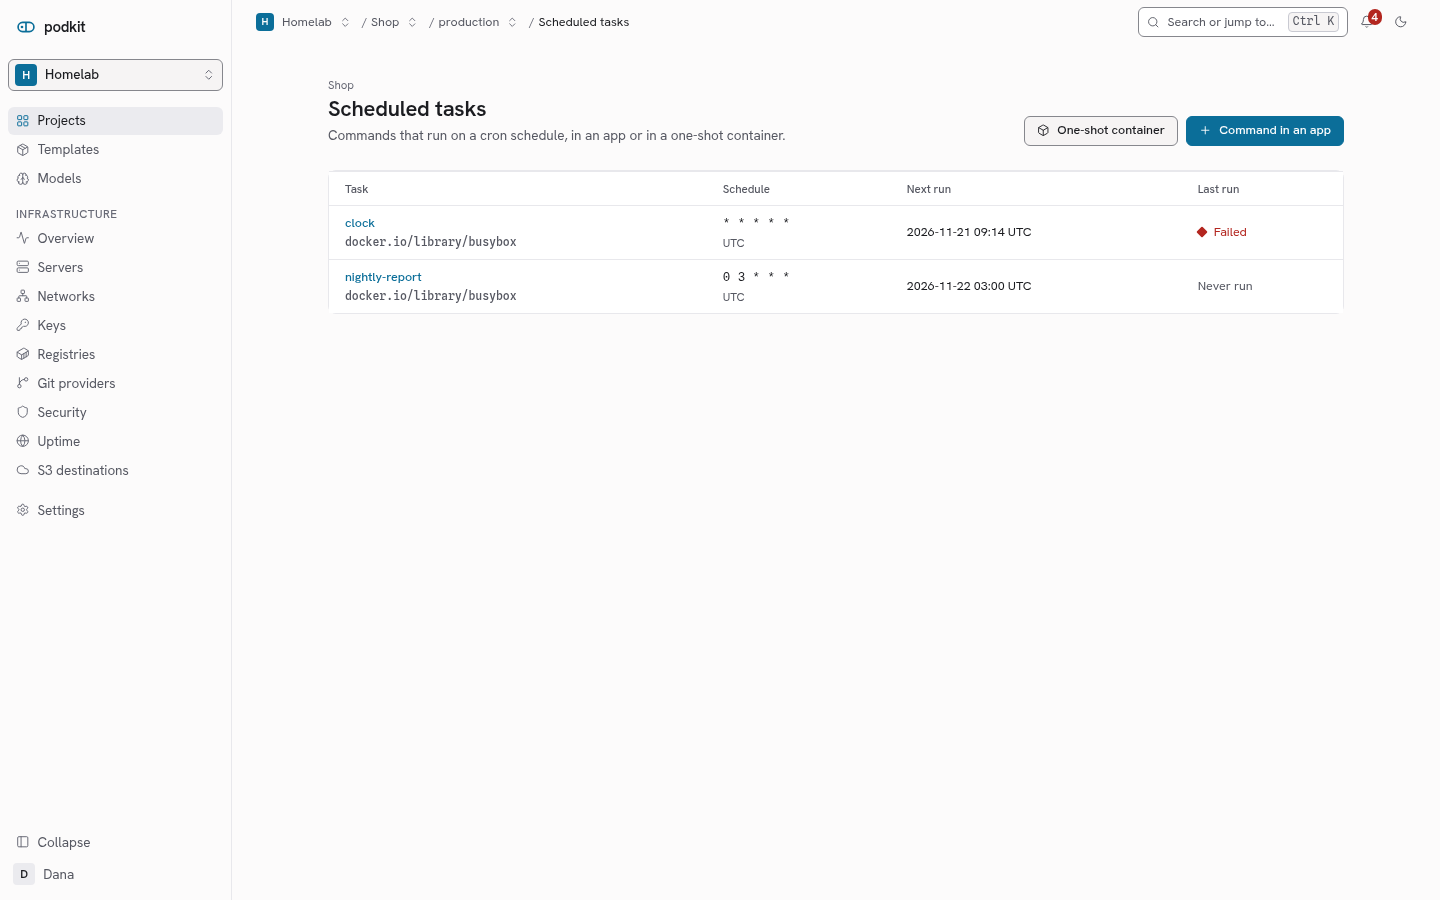 podkit
H Homelab
Projects
Templates
Models
INFRASTRUCTURE
Overview
Servers
Networks
Keys
Registries
Git providers
Security
Uptime
S3 destinations
Settings
Collapse
D Dana
H Homelab / Shop / production / Scheduled tasks
Search or jump to... Ctrl K
4
Shop
Scheduled tasks
Commands that run on a cron schedule, in an app or in a one-shot container.
One-shot container
+ Command in an app
Task Schedule Next run Last run
clock * * * * * 2026-11-21 09:14 UTC Failed
docker.io/library/busybox UTC
nightly-report 0 3 * * * 2026-11-22 03:00 UTC Never run
docker.io/library/busybox UTC